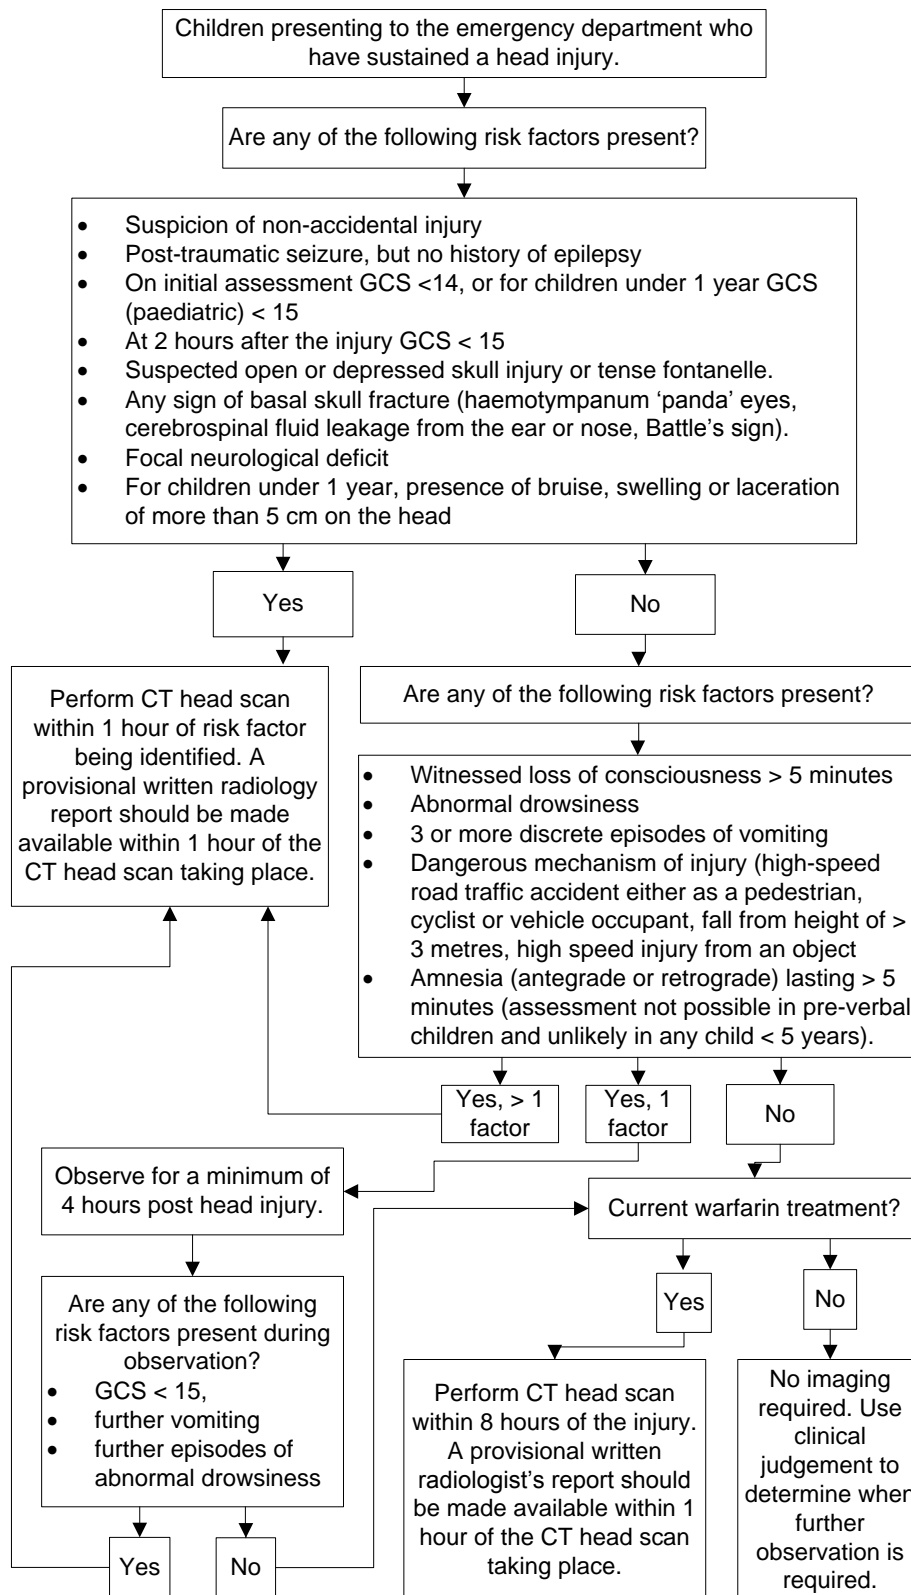 Children presenting to the emergency department who
have sustained a head injury.
Are any of the following risk factors present?
• Suspicion of non-accidental injury
• Post-traumatic seizure, but no history of epilepsy
• On initial assessment GCS <14, or for children under 1 year GCS
(paediatric) < 15
• At 2 hours after the injury GCS < 15
• Suspected open or depressed skull injury or tense fontanelle.
• Any sign of basal skull fracture (haemotympanum ‘panda’ eyes,
cerebrospinal fluid leakage from the ear or nose, Battle’s sign).
• Focal neurological deficit
• For children under 1 year, presence of bruise, swelling or laceration
of more than 5 cm on the head
Yes
No
Perform CT head scan
within 1 hour of risk factor
being identified. A
provisional written radiology
report should be made
available within 1 hour of the
CT head scan taking place.
Are any of the following risk factors present?
• Witnessed loss of consciousness > 5 minutes
• Abnormal drowsiness
• 3 or more discrete episodes of vomiting
• Dangerous mechanism of injury (high-speed
road traffic accident either as a pedestrian,
cyclist or vehicle occupant, fall from height of >
3 metres, high speed injury from an object
• Amnesia (antegrade or retrograde) lasting > 5
minutes (assessment not possible in pre-verbal
children and unlikely in any child < 5 years).
Yes, > 1
factor
Yes, 1
factor
No
Observe for a minimum of
4 hours post head injury.
Current warfarin treatment?
Are any of the following
risk factors present during
observation?
• GCS < 15,
• further vomiting
• further episodes of
abnormal drowsiness
Yes
No
Yes
No
Perform CT head scan
within 8 hours of the injury.
A provisional written
radiologist’s report should
be made available within 1
hour of the CT head scan
taking place.
No imaging
required. Use
clinical
judgement to
determine when
further
observation is
required.